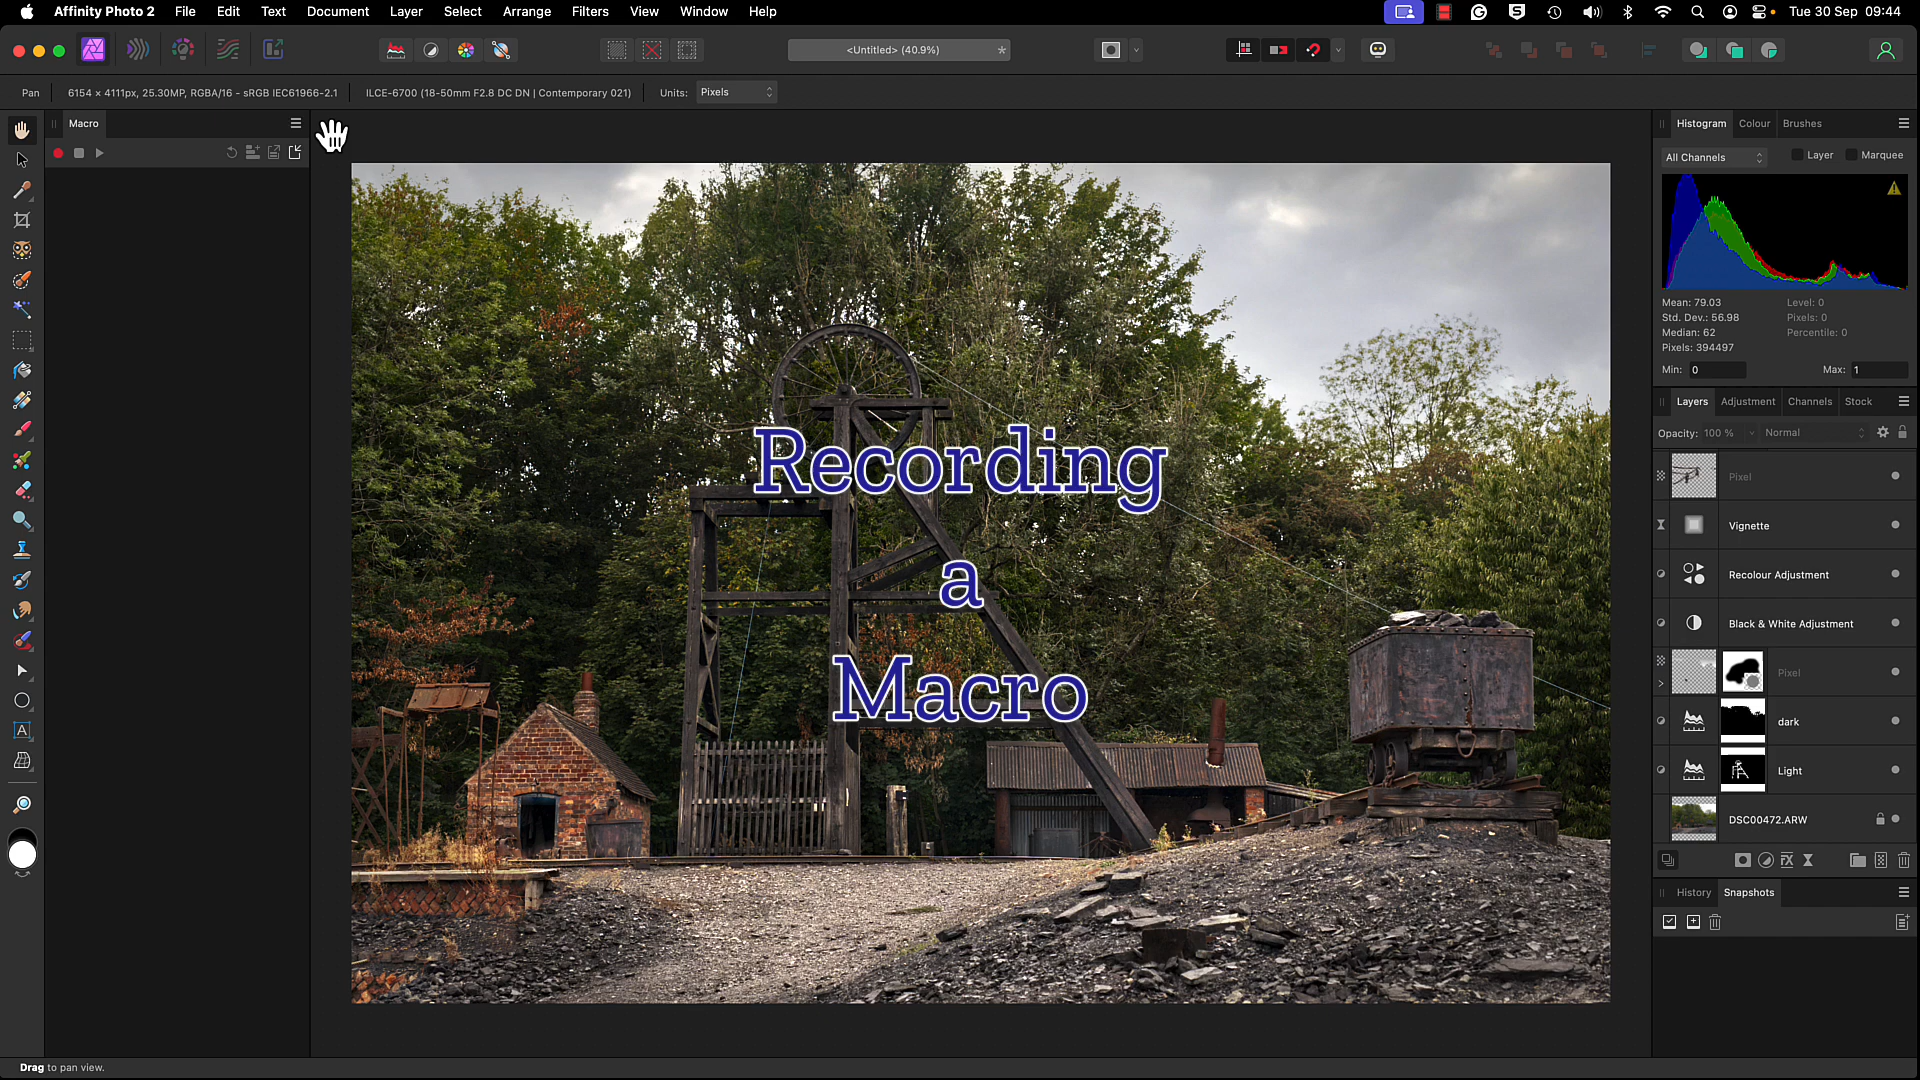 Affinity Photo 2 File Edit Text Document Layer Select Arrange Filters View Window Help Tue 30 Sep 09:44
<Untitled> (40.9%)
Pan 6154 × 4111px, 25.30MP, RGBA/16 - sRGB IEC61966-2.1 ILCE-6700 (18-50mm F2.8 DC DN | Contemporary 021) Units: Pixels
Macro
Histogram Colour Brushes
All Channels Layer Marquee
Mean: 79.03 Level: 0
Std. Dev.: 56.98 Pixels: 0
Median: 62 Percentile: 0
Pixels: 394497
Min: 0 Max: 1
Layers Adjustment Channels Stock
Opacity: 100 % Normal
Pixel
Vignette
Recolour Adjustment
Black & White Adjustment
Pixel
dark
Light
DSC00472.ARW
History Snapshots
Recording
a
Macro
Drag to pan view.